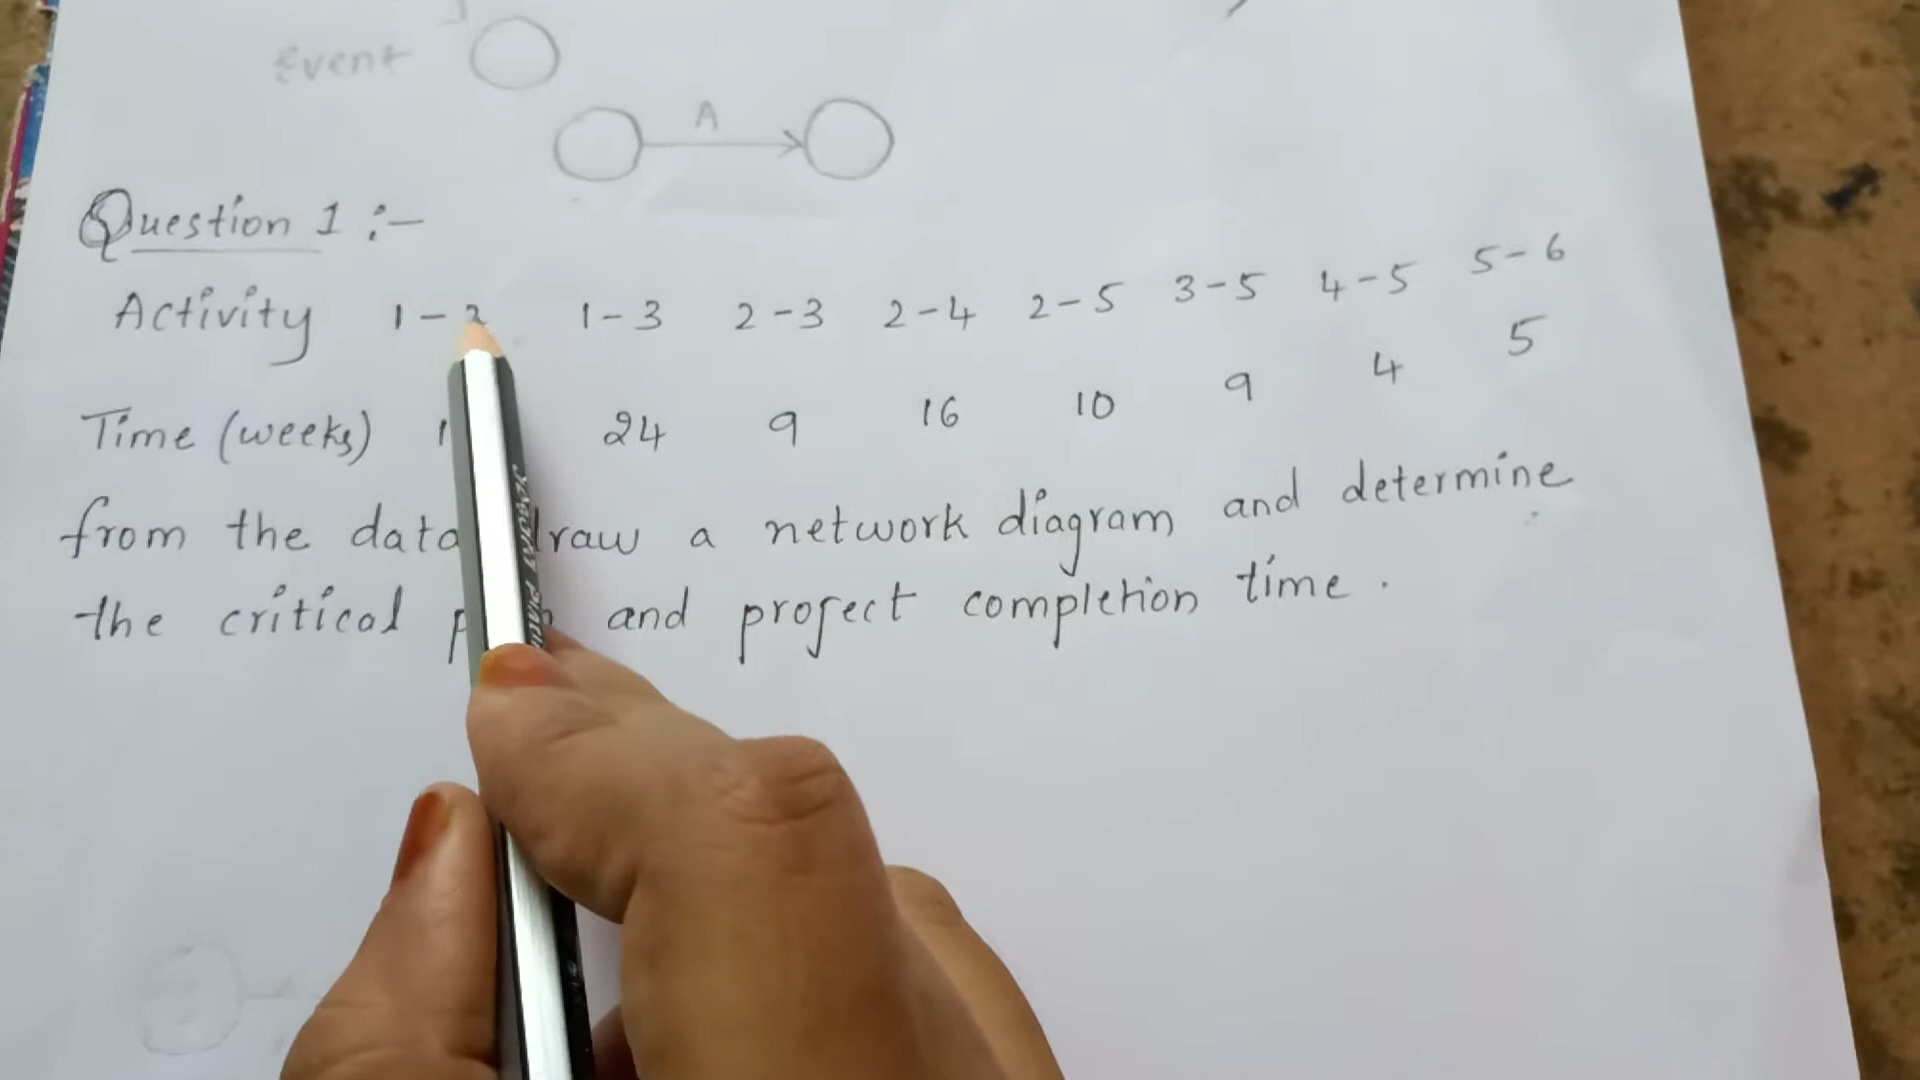 Event
A
Question 1 :-
Activity 1-2 1-3 2-3 2-4 2-5 3-5 4-5 5-6
Time (weeks) 24 9 16 10 9 4 5
from the data draw a network diagram and determine
the critical and project completion time.